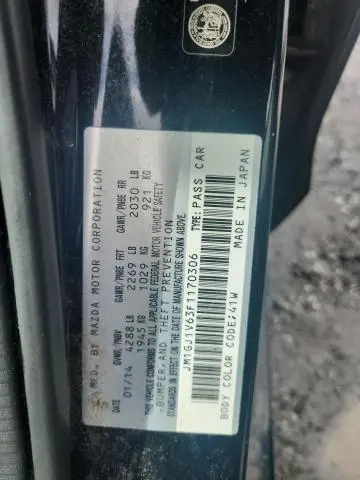 MFD. BY MAZDA MOTOR CORPORATION
GVWR/PNBV GAWR/PNBE FRT GAWR/PNBE RR
01/14 4288 LB 2269 LB 2030 LB
1945 KG 1029 KG 921 KG
THIS VEHICLE CONFORMS TO ALL APPLICABLE FEDERAL MOTOR VEHICLE SAFETY
<BUMPER,AND THEFT PREVENTION
STANDARDS IN EFFECT ON THE DATE OF MANUFACTURE SHOWN ABOVE.
JM1GJ1V63F1170306 TYPE:PASS CAR
BODY COLOR CODE:41W MADE IN JAPAN